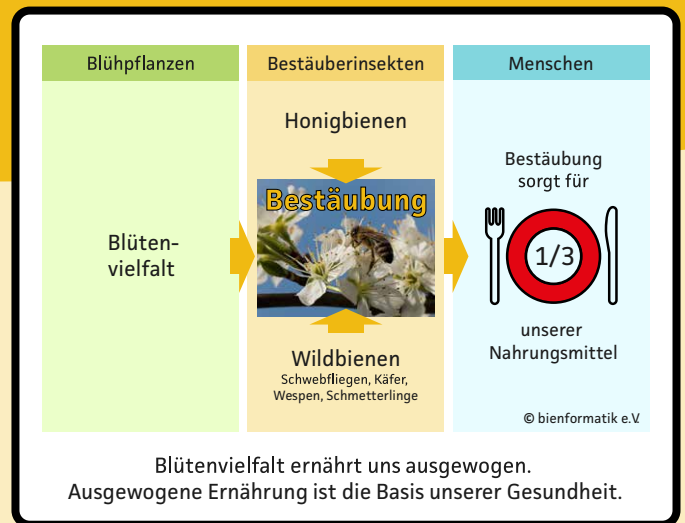 Blühpflanzen
Blüten-
vielfalt
Bestäuberinsekten
Honigbienen
Bestäubung
Wildbienen
Schwebfliegen, Käfer,
Wespen, Schmetterlinge
Menschen
Bestäubung
sorgt für
1/3
unserer
Nahrungsmittel
© bienformatik e.V.
Blütenvielfalt ernährt uns ausgewogen.
Ausgewogene Ernährung ist die Basis unserer Gesundheit.